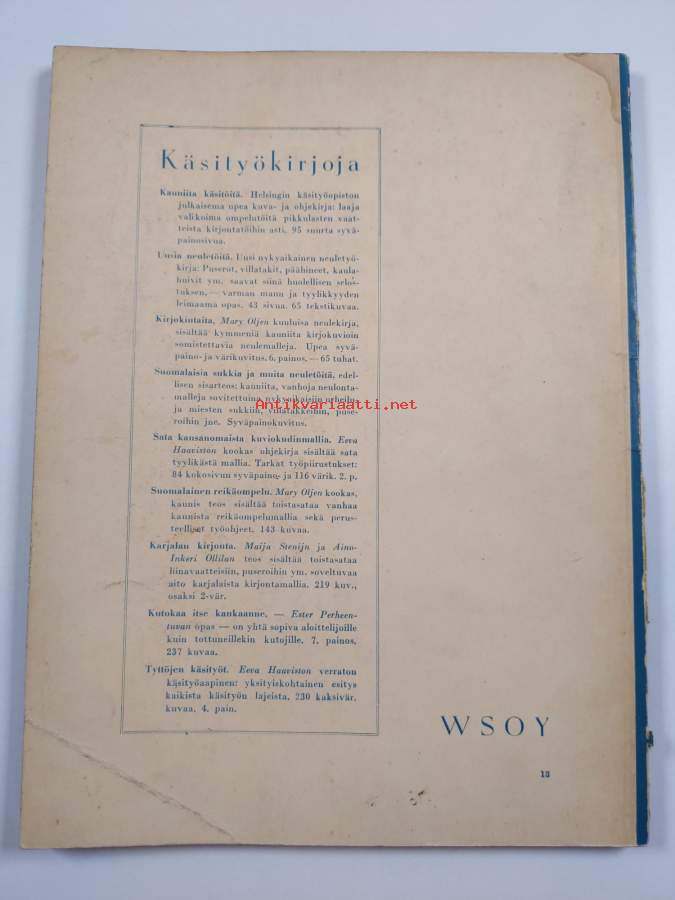 Käsityökirjoja
Kauniita käsitöitä. Helsingin käsityöopiston
julkaisema upea kuva- ja ohjekirja: laaja
valikoima ompelutöitä pikkulasten vaat-
teista kirjontatöihin asti. 95 suurta syvä-
painosivua.
Uusia neuletöitä. Uusi nykyaikainen neuletyö-
kirja: Puserot, villatakit, päähineet, kaula-
huivit ym. saavat siinä huolellisen selos-
tuksen, — varman maun ja tyylikkyyden
leimaama opas. 43 sivua. 65 tekstikuvaa.
Kirjokintaita, Mary Oljen kuuluisa neulekirja,
sisältää kymmeniä kauniita kirjokuvioin
somistettavia neulemalleja. Upea syvä-
paino- ja värikuvitus. 6. painos. — 65 tuhat.
Suomalaisia sukkia ja muita neuletöitä, edel-
lisen sisarteos: kauniita, vanhoja neulonta-
malleja sovitettuina nykyaikaisiin urheilu-
ja miesten sukkiin, villatakkeihin, puse-
roihin jne. Syväpainokuvitus.
Antikvariaatti.net
Sata kansanomaista kuviokudinmallia. Eeva
Haaviston kookas ohjekirja sisältää sata
tyylikästä mallia. Tarkat työpiirustukset:
84 kokosivun syväpaino- ja 116 värik. 2. p.
Suomalainen reikäompelu. Mary Oljen kookas,
kaunis teos sisältää toistasataa vanhaa
kaunista reikäompelumallia sekä perus-
teelliset työohjeet. 143 kuvaa.
Karjalan kirjonta. Maija Stenijn ja Aino-
Inkeri Ollilan teos sisältää toistasataa
liinavaatteisiin, puseroihin ym. soveltuvaa
aito karjalaista kirjontamallia. 219 kuv.,
osaksi 2-vär.
Kutokaa itse kankaanne, — Ester Perheen-
tuvan opas — on yhtä sopiva aloittelijoille
kuin tottuneillekin kutojille. 7. painos.
237 kuvaa.
Tyttöjen käsityöt. Eeva Haaviston verraton
käsityöaapinen: yksityiskohtainen esitys
kaikista käsityön lajeista. 230 kaksivär.
kuvaa. 4. pain.
WSOY
18